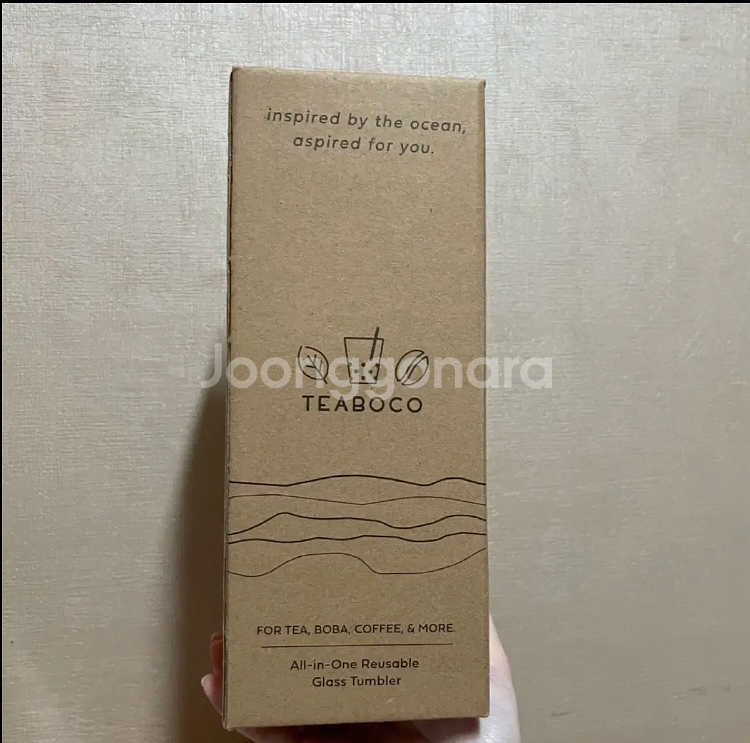 inspired by the ocean,
aspired for you.
Joonggonara
TEABOCO
FOR TEA, BOBA, COFFEE, & MORE.
All-in-One Reusable
Glass Tumbler